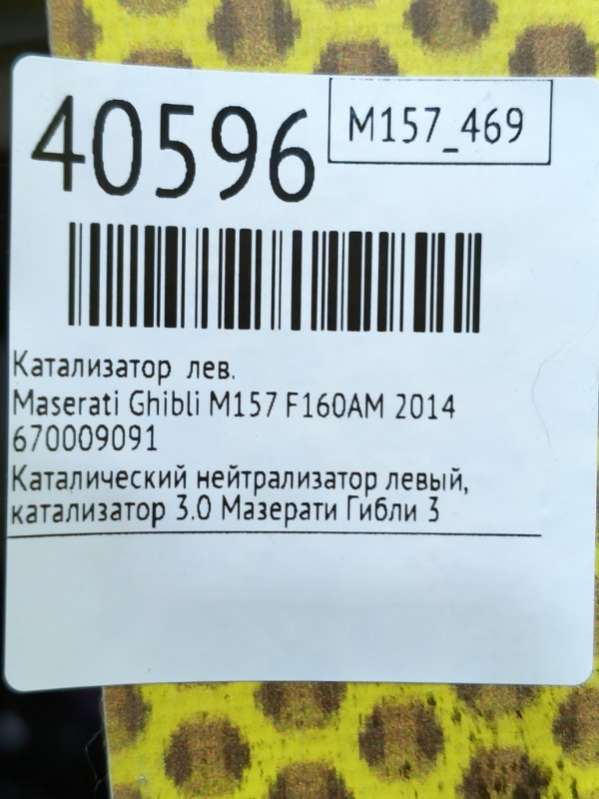 40596
M157_469
Катализатор лев.
Maserati Ghibli M157 F160AM 2014
670009091
Каталический нейтрализатор левый,
катализатор 3.0 Мазерати Гибли 3